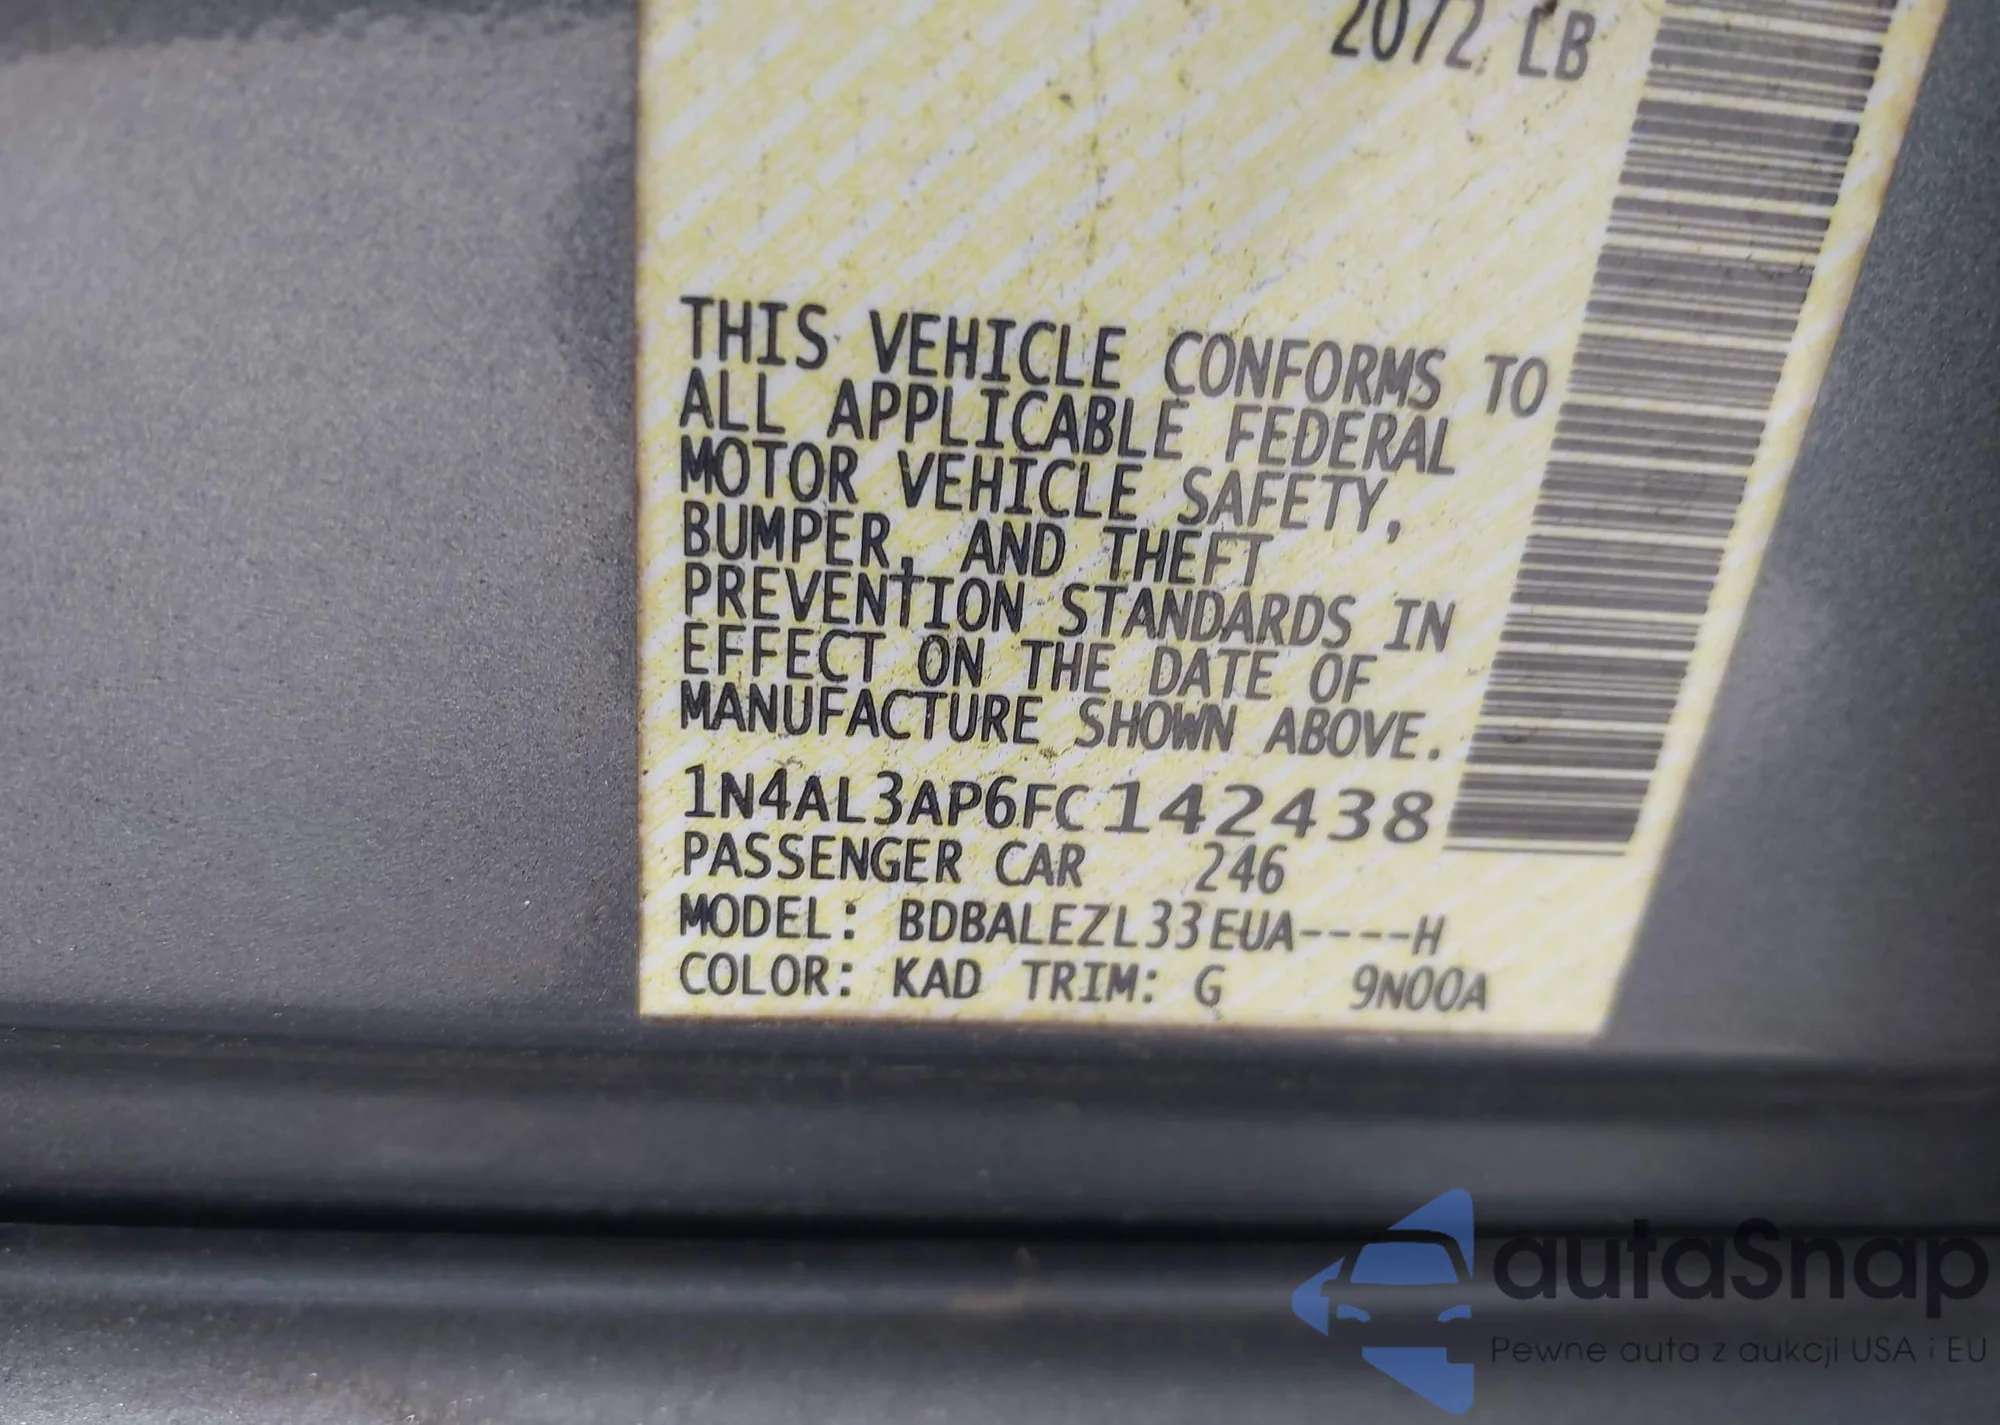 2072 LB
THIS VEHICLE CONFORMS TO
ALL APPLICABLE FEDERAL
MOTOR VEHICLE SAFETY,
BUMPER, AND THEFT
PREVENTION STANDARDS IN
EFFECT ON THE DATE OF
MANUFACTURE SHOWN ABOVE.
1N4AL3AP6FC142438
PASSENGER CAR 246
MODEL: BDBALEZL33EUA----H
COLOR: KAD TRIM: G 9N00A
autaSnap
Pewne auta z aukcji USA i EU